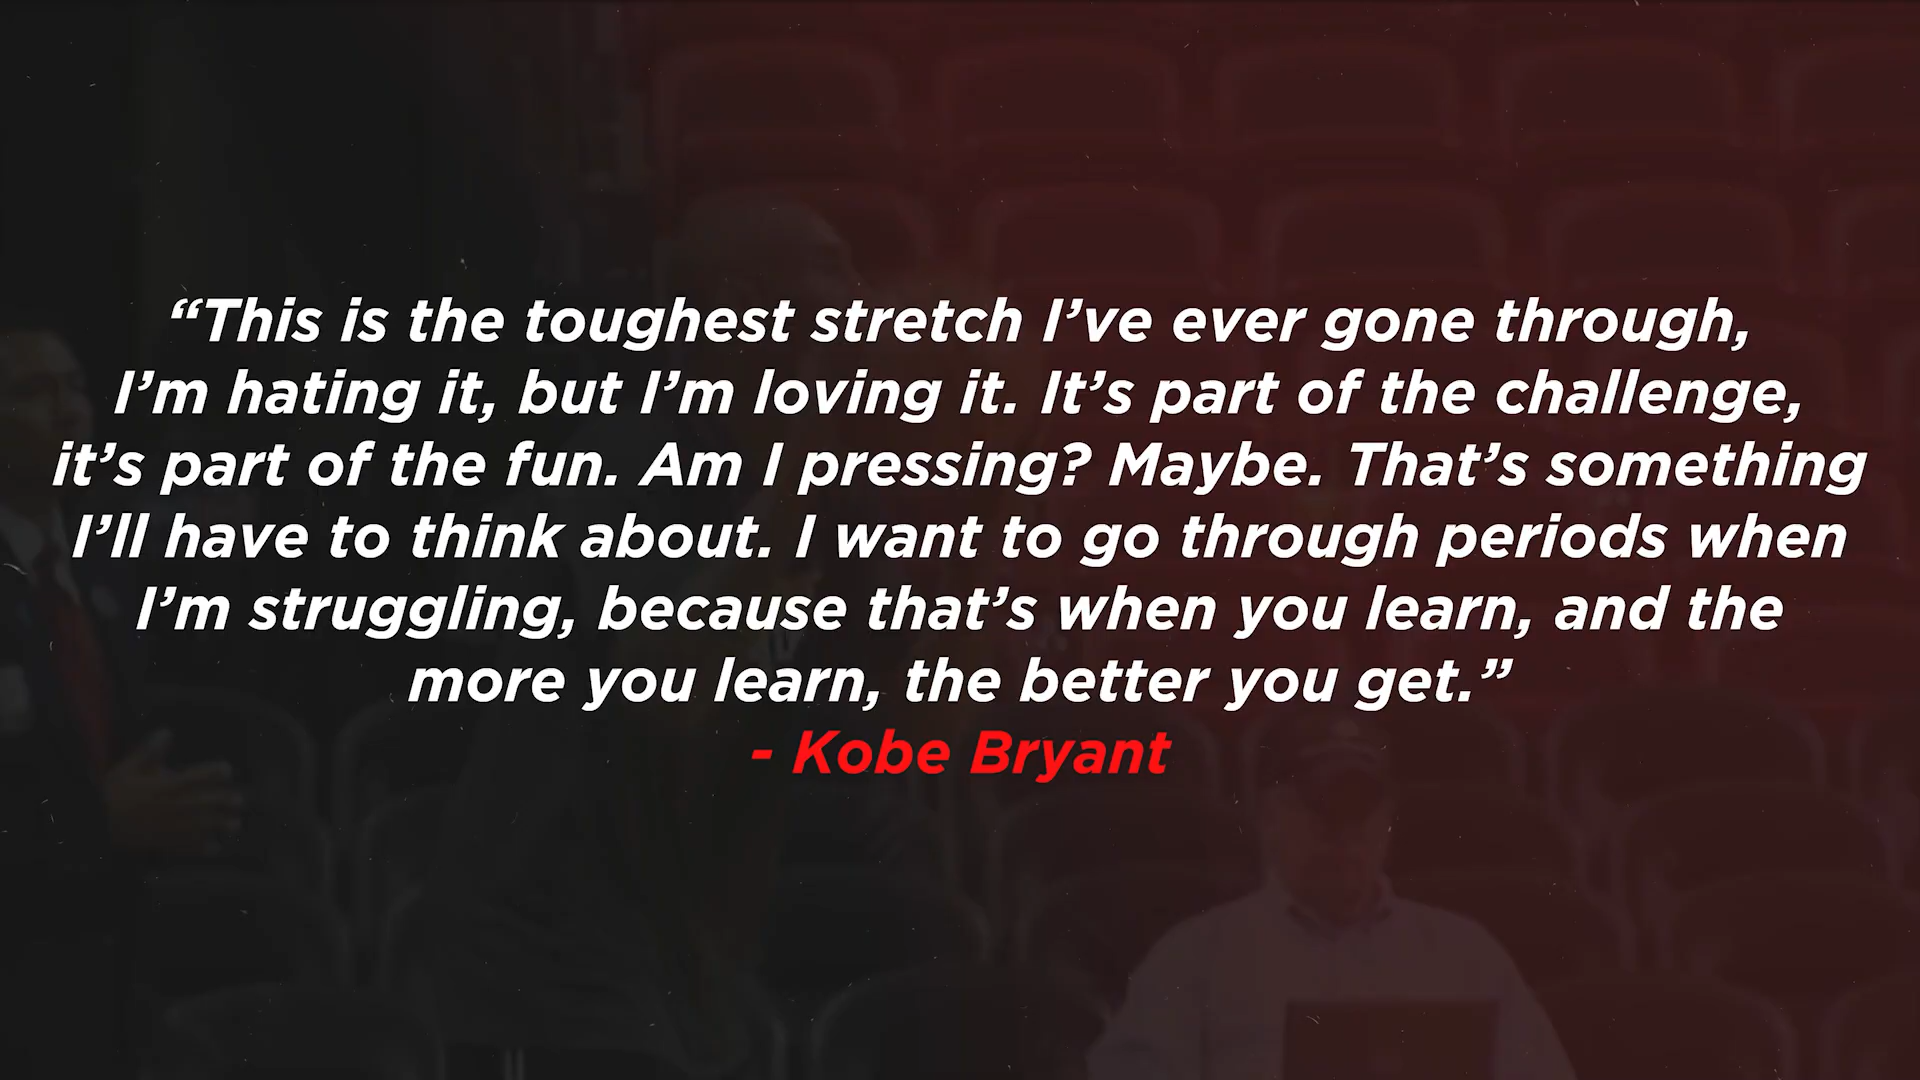 “This is the toughest stretch I’ve ever gone through,
I’m hating it, but I’m loving it. It’s part of the challenge,
it’s part of the fun. Am I pressing? Maybe. That’s something
I’ll have to think about. I want to go through periods when
I’m struggling, because that’s when you learn, and the
more you learn, the better you get.”
- Kobe Bryant